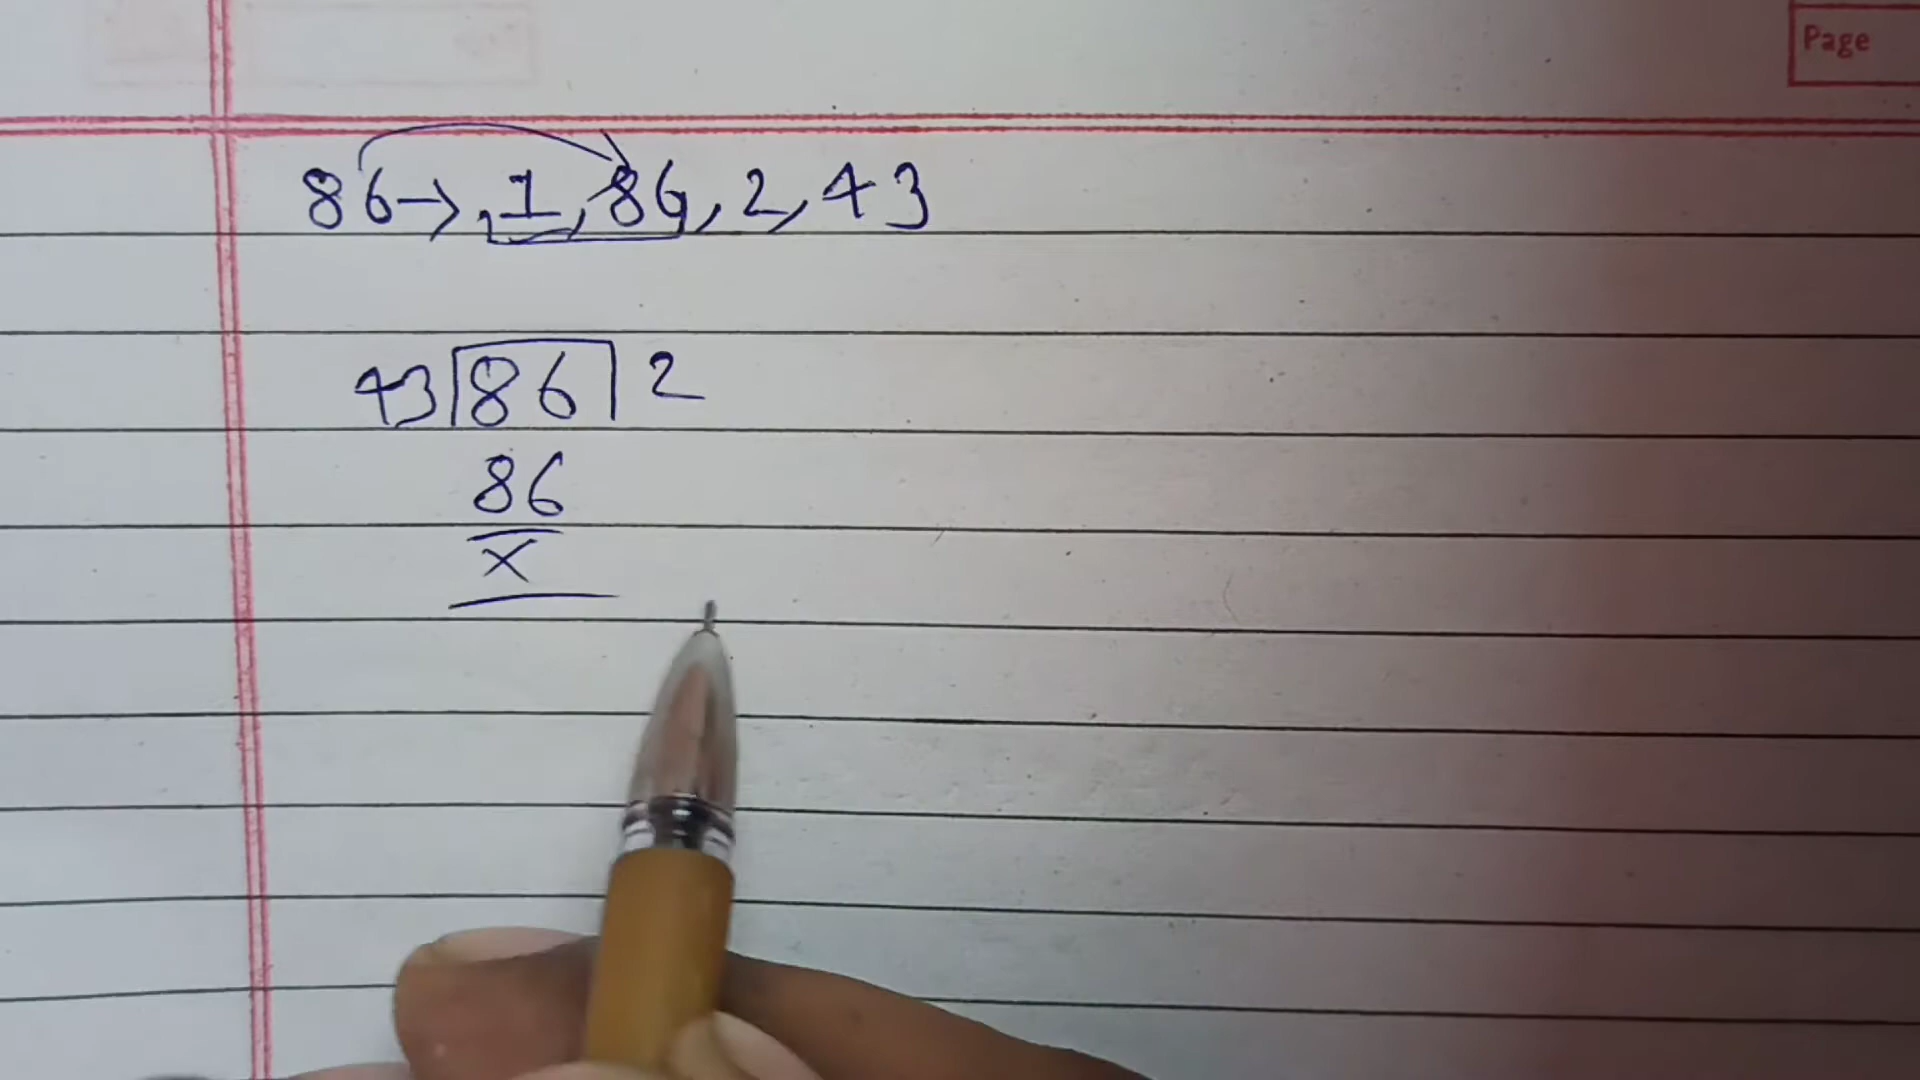 Page
86→ 1, 86, 2, 43
43 86 2
86
×